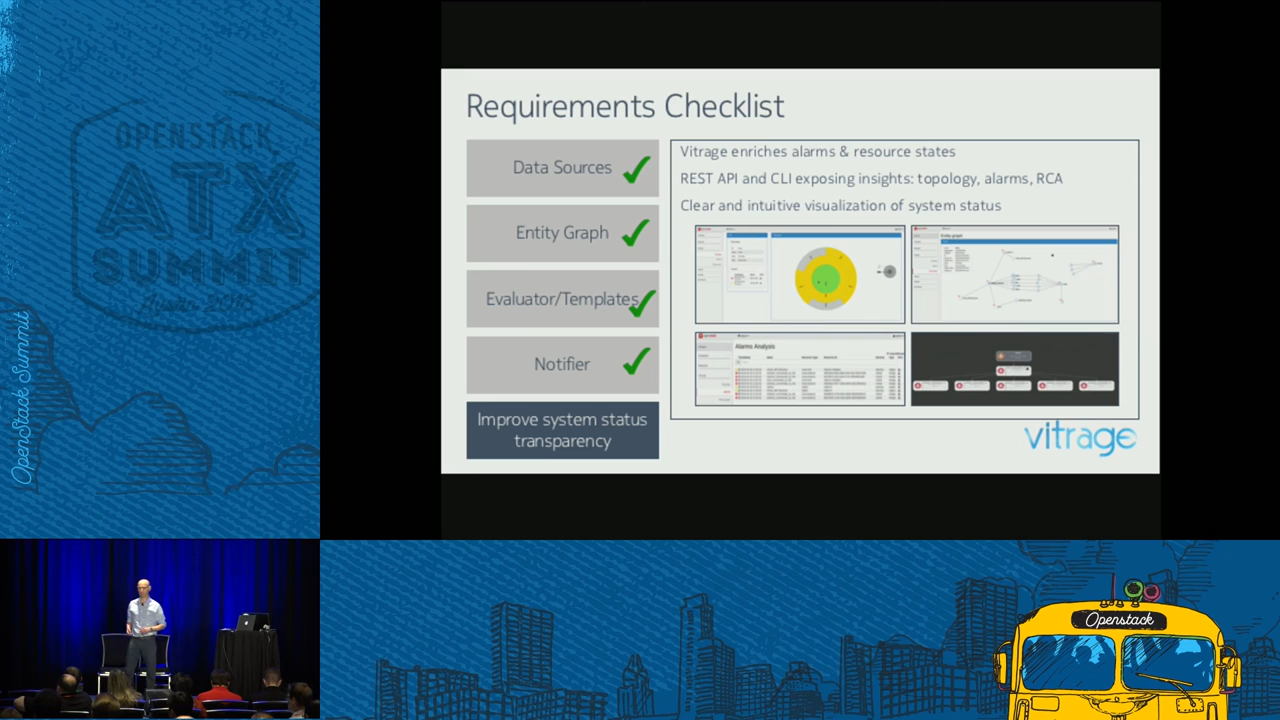 OPENSTACK
ATX
SUMMIT
OpenStack Summit
Requirements Checklist
Data Sources
Entity Graph
Evaluator/Templates
Notifier
Improve system status
transparency
Vitrage enriches alarms & resource states
REST API and CLI exposing insights: topology, alarms, RCA
Clear and intuitive visualization of system status
Entity graph
Alarms Analysis
vitrage
Openstack